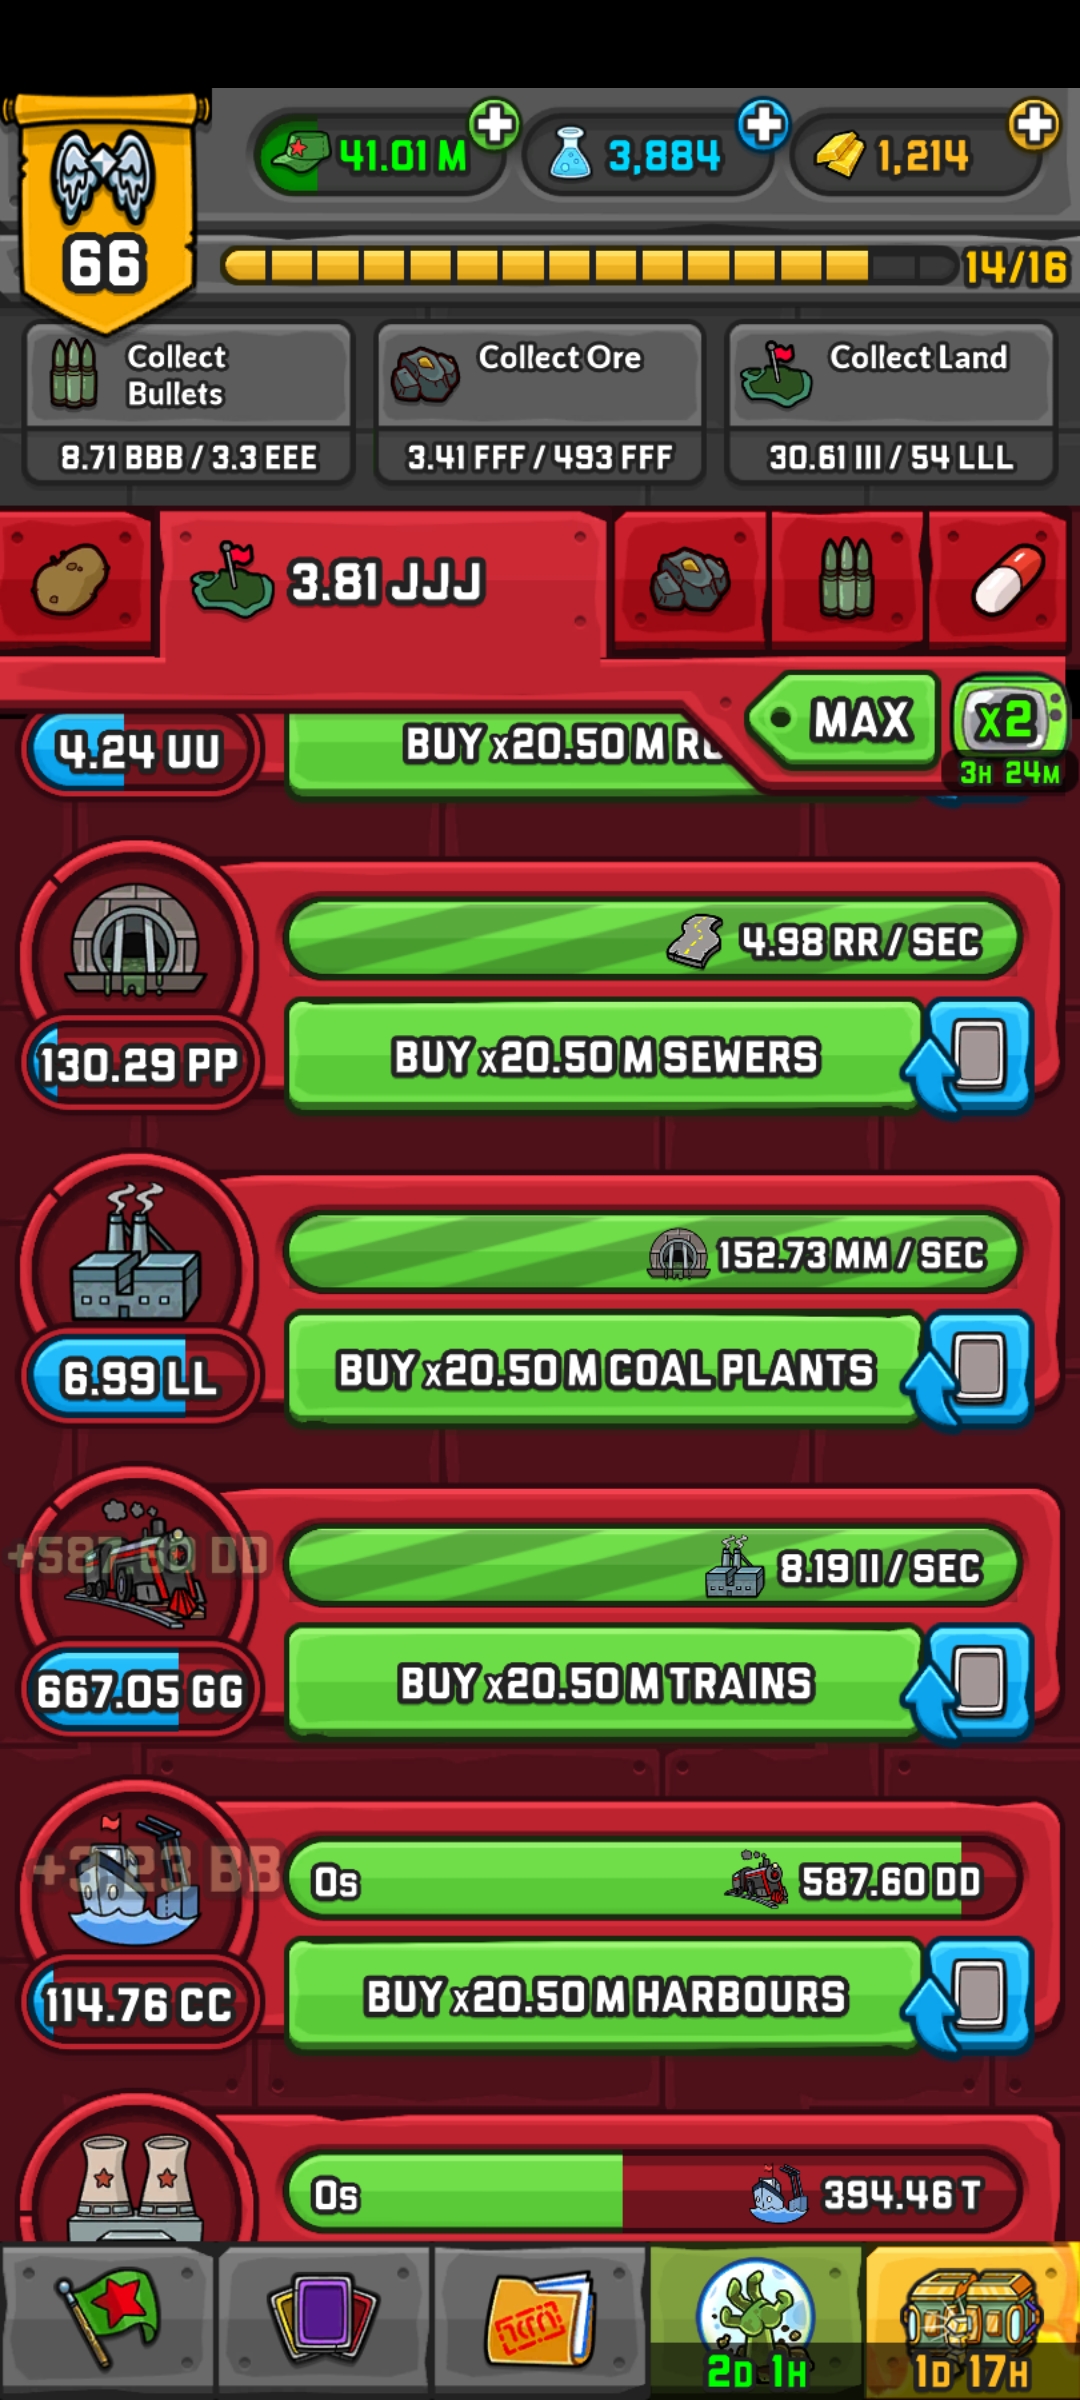 41.01 M
3,884
1,214
66
14/16
Collect
Bullets
8.71 BBB / 3.3 EEE
Collect Ore
3.41 FFF / 493 FFF
Collect Land
30.61 III / 54 LLL
3.81 JJJ
MAX
x2
3H 24M
4.24 UU
BUY x20.50 M
4.98 RR / SEC
130.29 PP
BUY x20.50 M SEWERS
152.73 MM / SEC
6.99 LL
BUY x20.50 M COAL PLANTS
+587.60 DD
8.19 II / SEC
667.05 GG
BUY x20.50 M TRAINS
+3.23 BB
0s
587.60 DD
114.76 CC
BUY x20.50 M HARBOURS
0s
394.46 T
2D 1H
1D 17H